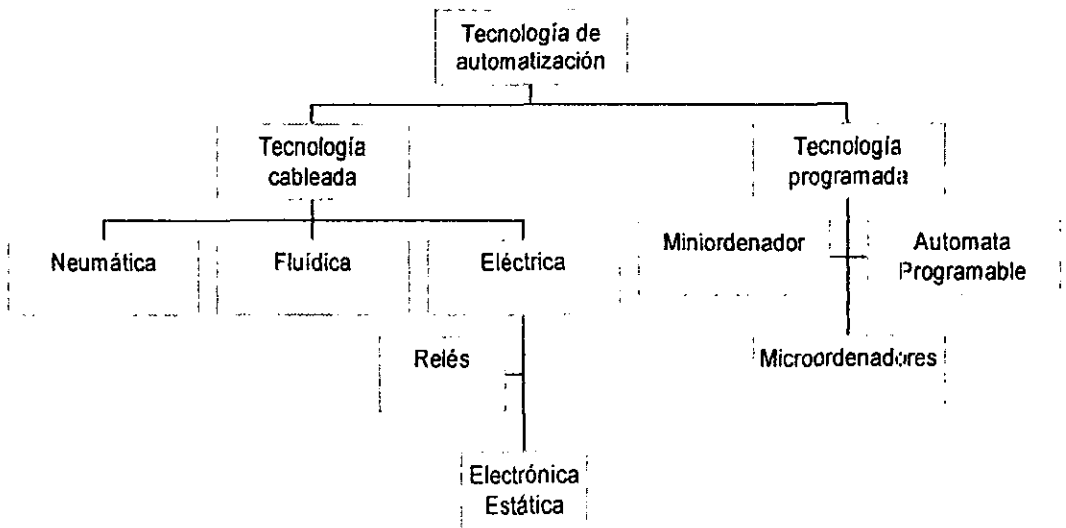 Tecnología de
automatización
Tecnología
cableada
Tecnología
programada
Neumática
Fluídica
Eléctrica
Miniordenador
Automata
Programable
Relés
Microordenadores
Electrónica
Estática